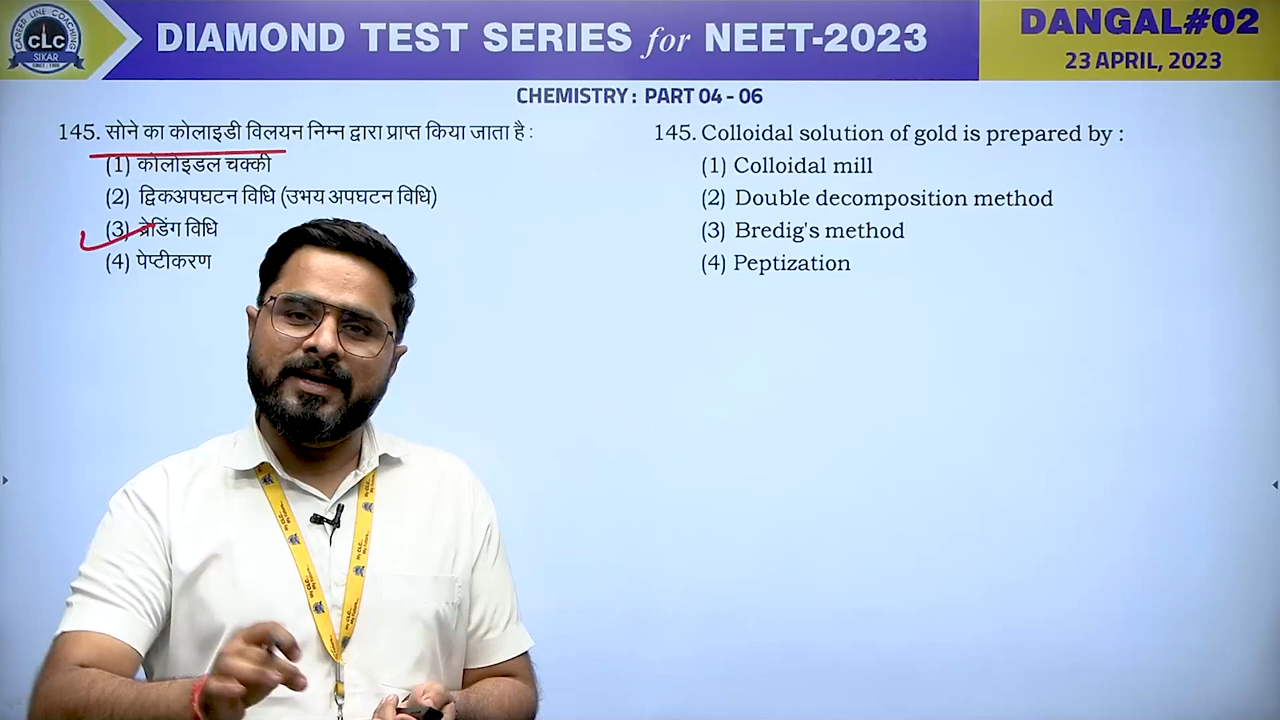 CAREER LINE COACHING
CLC
SIKAR
SINCE : 1996
DIAMOND TEST SERIES for NEET-2023
DANGAL#02
23 APRIL, 2023
CHEMISTRY : PART 04 - 06
145. सोने का कोलाइडी विलयन निम्न द्वारा प्राप्त किया जाता है :
(1) कोलोइडल चक्की
(2) द्विकअपघटन विधि (उभय अपघटन विधि)
(3) ब्रेडिंग विधि
(4) पेप्टीकरण
145. Colloidal solution of gold is prepared by :
(1) Colloidal mill
(2) Double decomposition method
(3) Bredig's method
(4) Peptization